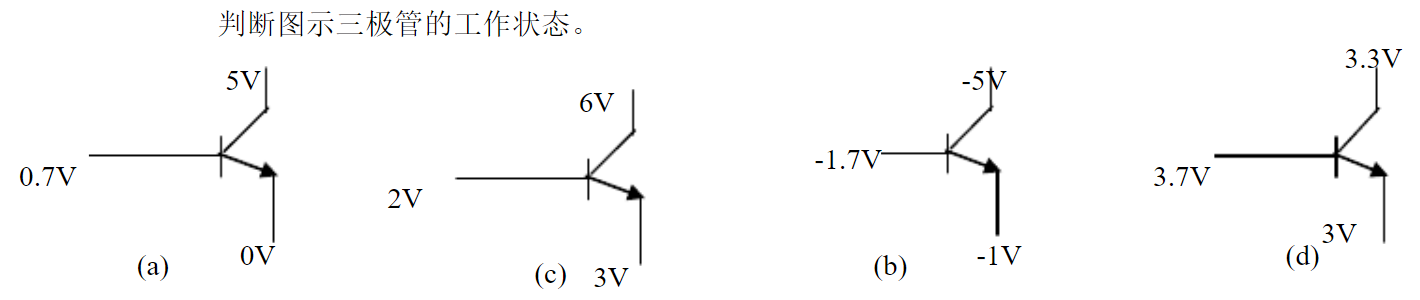 判断图示三极管的工作状态。
5V
0.7V
0V
(a)
6V
2V
(c) 3V
-5V
-1.7V
-1V
(b)
3.3V
3.7V
3V
(d)